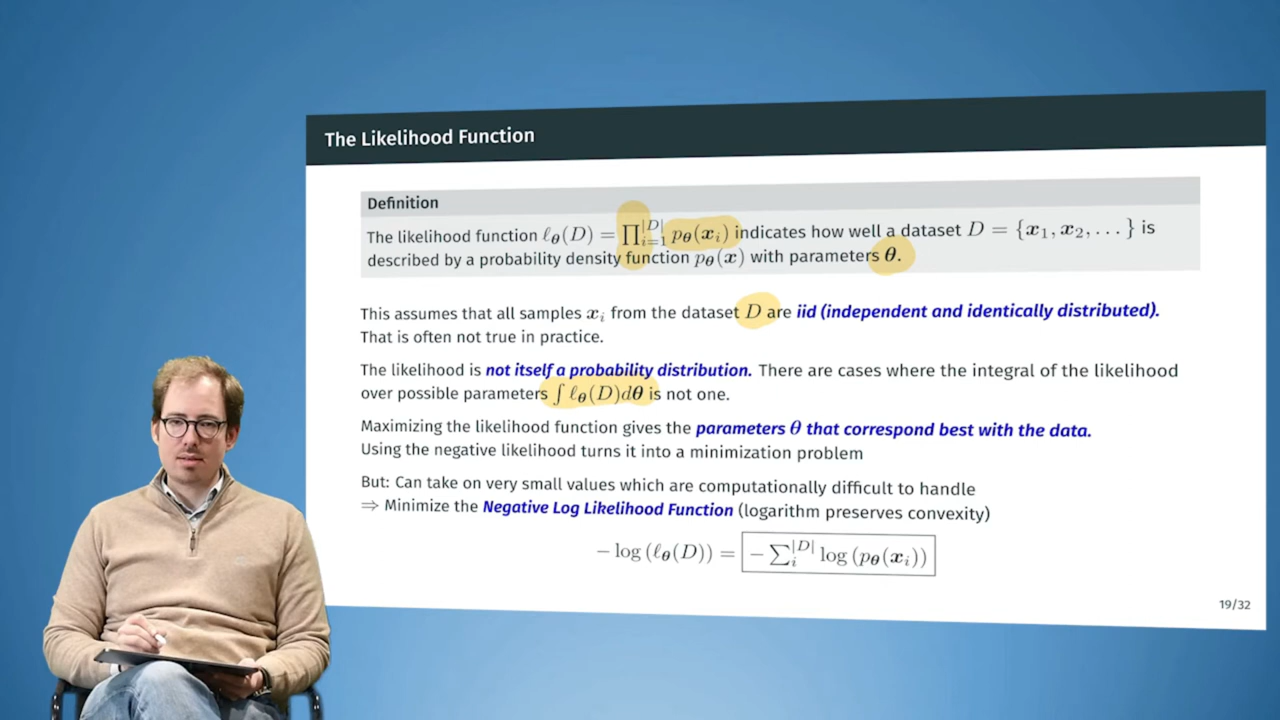 The Likelihood Function
Definition
The likelihood function ℓ_θ(D) = ∏_{i=1}^{|D|} p_θ(x_i) indicates how well a dataset D = {x_1, x_2, . . . } is
described by a probability density function p_θ(x) with parameters θ.
This assumes that all samples x_i from the dataset D are iid (independent and identically distributed).
That is often not true in practice.
The likelihood is not itself a probability distribution. There are cases where the integral of the likelihood
over possible parameters ∫ ℓ_θ(D)dθ is not one.
Maximizing the likelihood function gives the parameters θ that correspond best with the data.
Using the negative likelihood turns it into a minimization problem
But: Can take on very small values which are computationally difficult to handle
⇒ Minimize the Negative Log Likelihood Function (logarithm preserves convexity)
− log (ℓ_θ(D)) = − ∑_i^{|D|} log (p_θ(x_i))
19/32